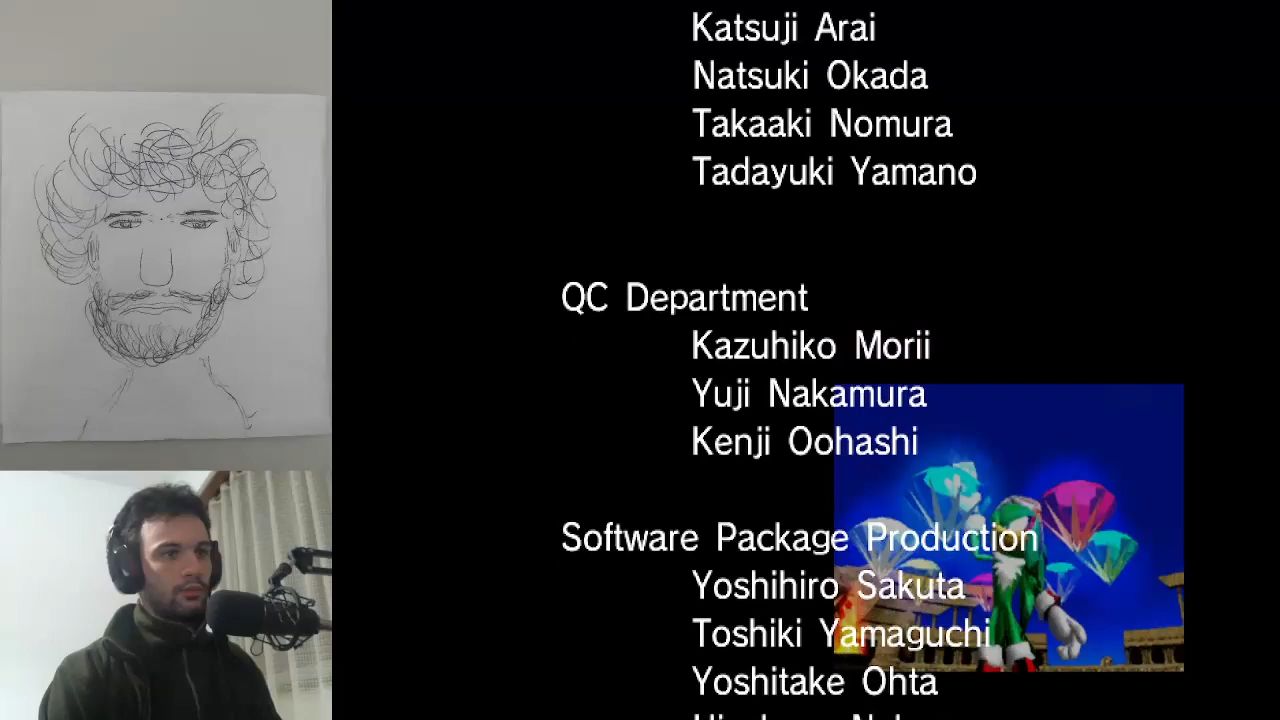 Katsuji Arai
Natsuki Okada
Takaaki Nomura
Tadayuki Yamano
QC Department
Kazuhiko Morii
Yuji Nakamura
Kenji Oohashi
Software Package Production
Yoshihiro Sakuta
Toshiki Yamaguchi
Yoshitake Ohta